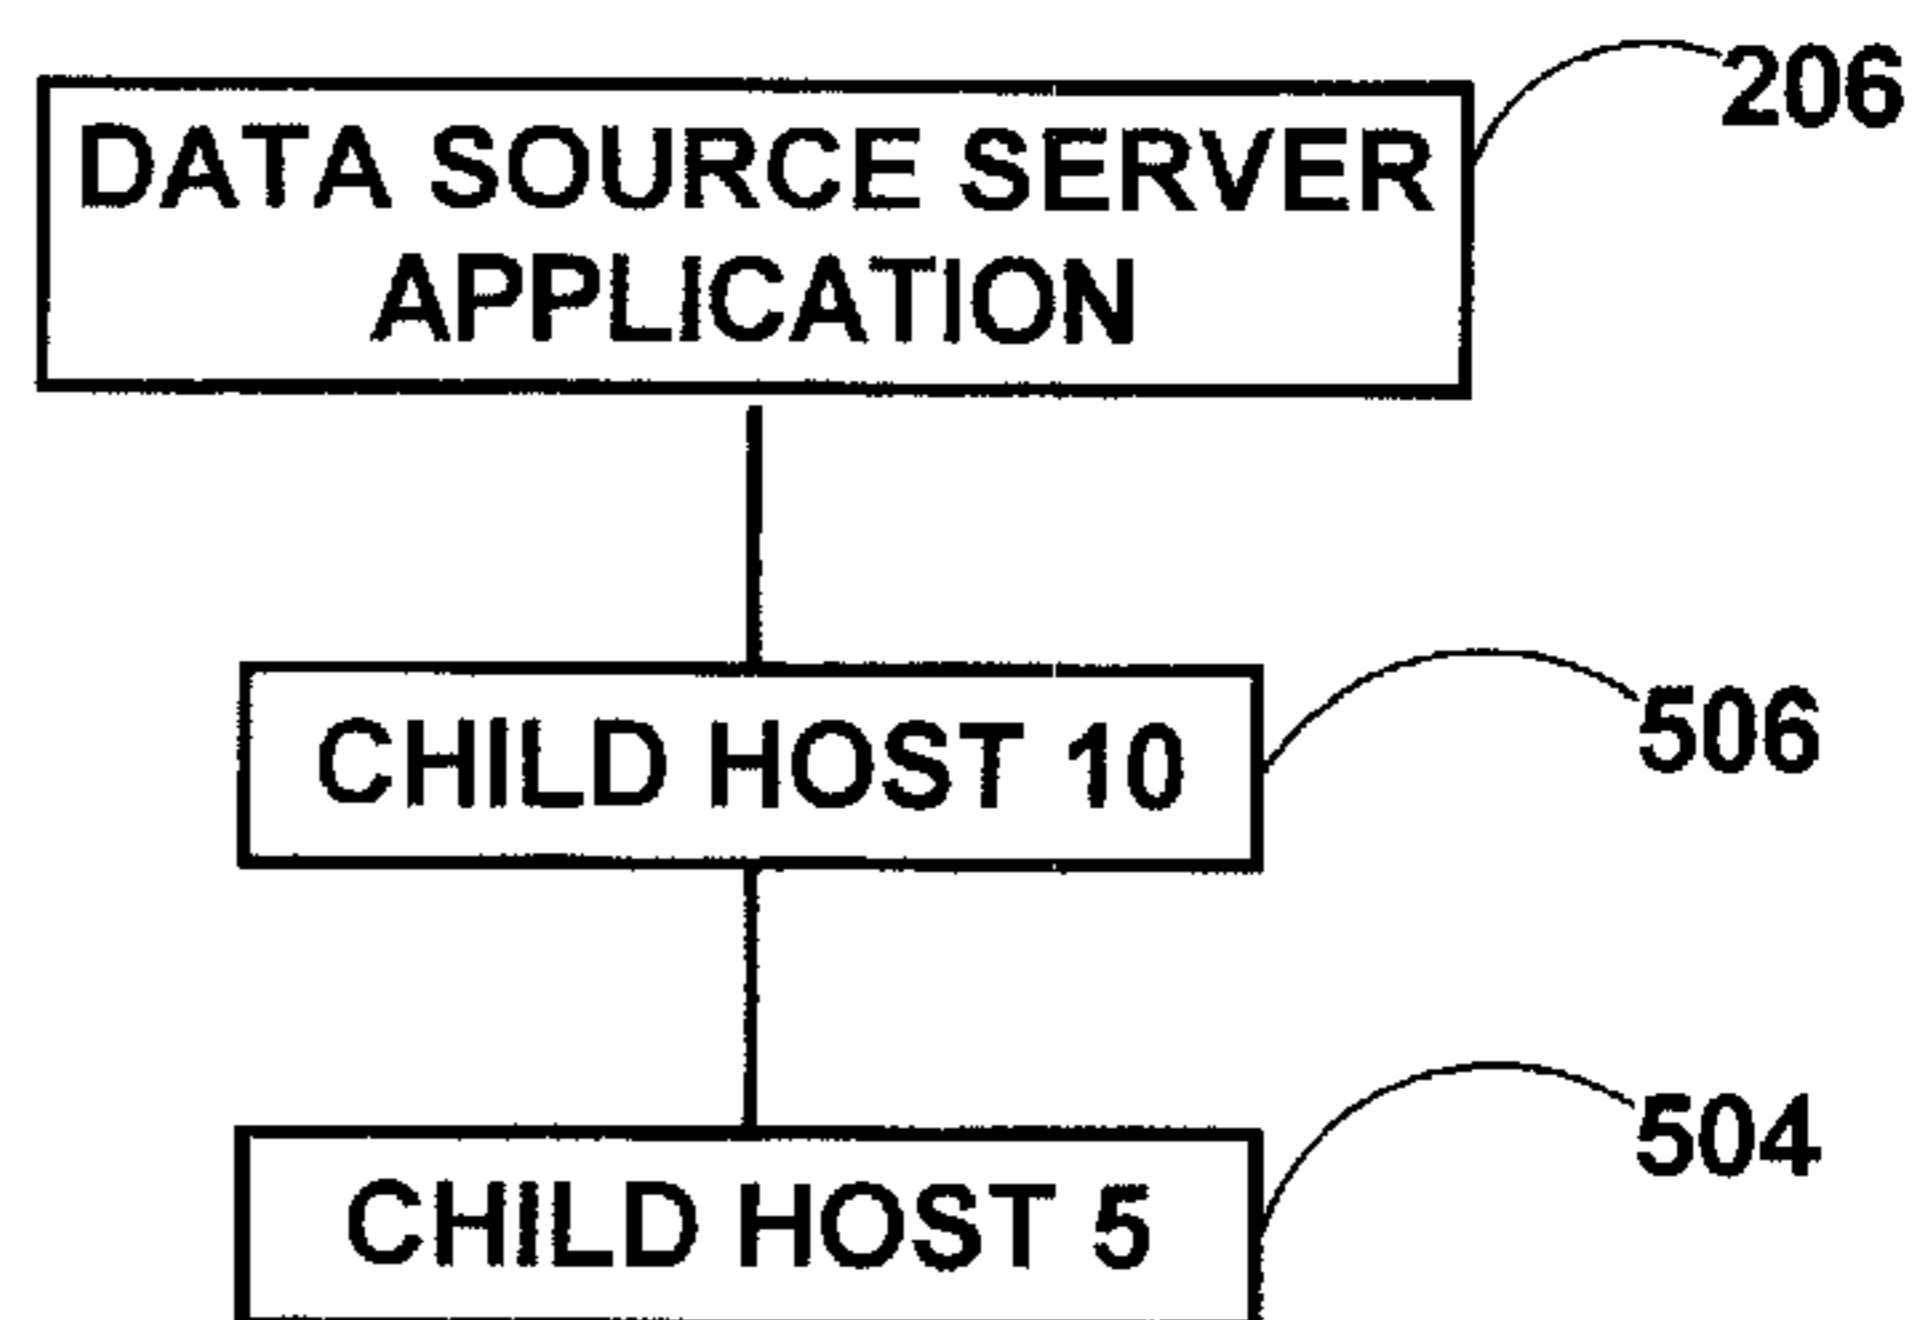 206
DATA SOURCE SERVER
APPLICATION
CHILD HOST 10
506
504
CHILD HOST 5